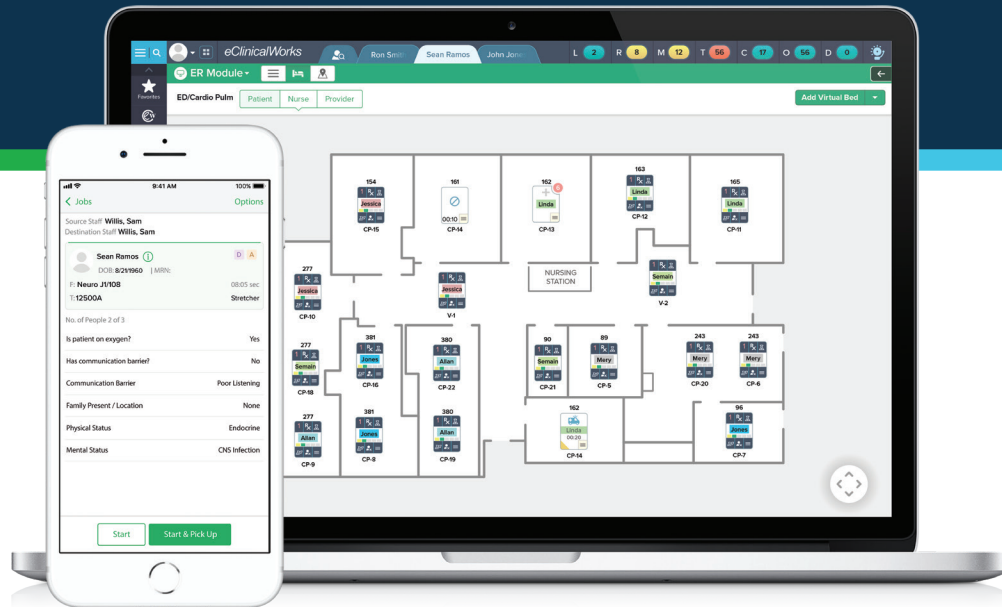 eClinicalWorks
Ron Smit
Sean Ramos
John Jone
L 2 R 8 M 12 T 56 C 17 O 56 D 0
ER Module
Favorites
ED/Cardio Pulm Patient Nurse Provider
Add Virtual Bed
154
Jessica
CP-15
161
00:10
CP-14
162
6
Linda
CP-13
163
Linda
CP-12
165
Linda
CP-11
277
Jessica
CP-10
Jessica
V-1
NURSING
STATION
Semain
V-2
277
Semain
CP-18
381
Jones
CP-16
380
Allan
CP-22
90
Semain
CP-21
89
Mery
CP-5
243
Mery
CP-20
243
Mery
CP-6
277
Allan
CP-9
381
Jones
CP-8
380
Allan
CP-19
162
Linda
00:20
CP-14
96
Jones
CP-7
9:41 AM 100%
Jobs Options
Source Staff Willis, Sam
Destination Staff Willis, Sam
Sean Ramos D A
DOB: 8/21/1960 | MRN:
F: Neuro J1/108 08:05 sec
T:12500A Stretcher
No. of People 2 of 3
Is patient on exygen? Yes
Has communication barrier? No
Communication Barrier Poor Listening
Family Present / Location None
Physical Status Endocrine
Mental Status CNS Infection
Start Start & Pick Up